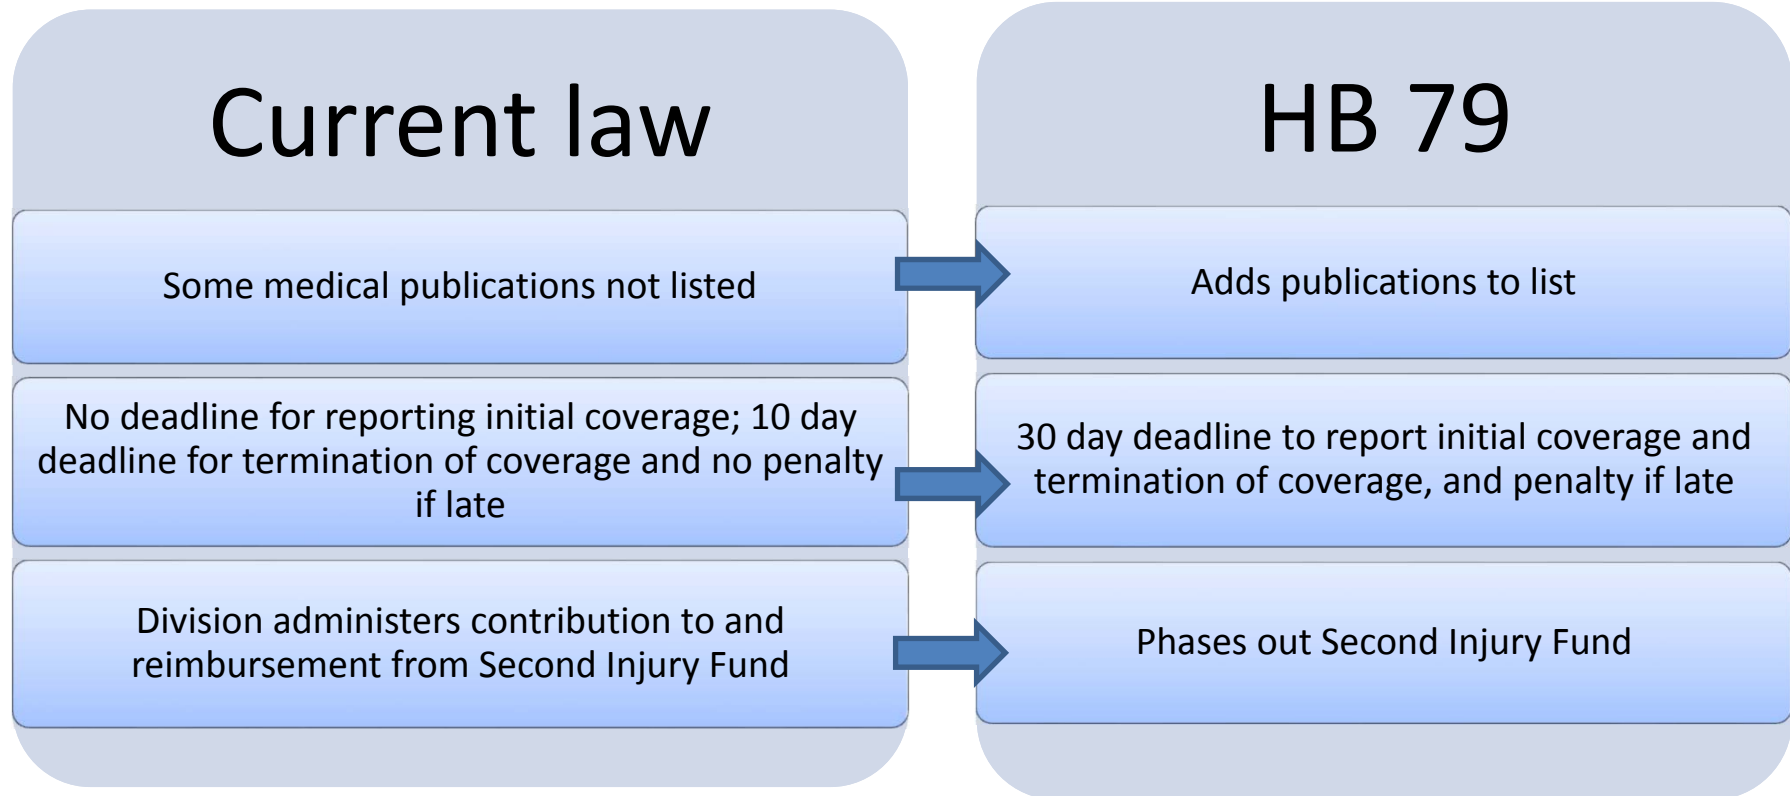 Current law
Some medical publications not listed
No deadline for reporting initial coverage; 10 day
deadline for termination of coverage and no penalty
if late
Division administers contribution to and
reimbursement from Second Injury Fund
HB 79
Adds publications to list
30 day deadline to report initial coverage and
termination of coverage, and penalty if late
Phases out Second Injury Fund